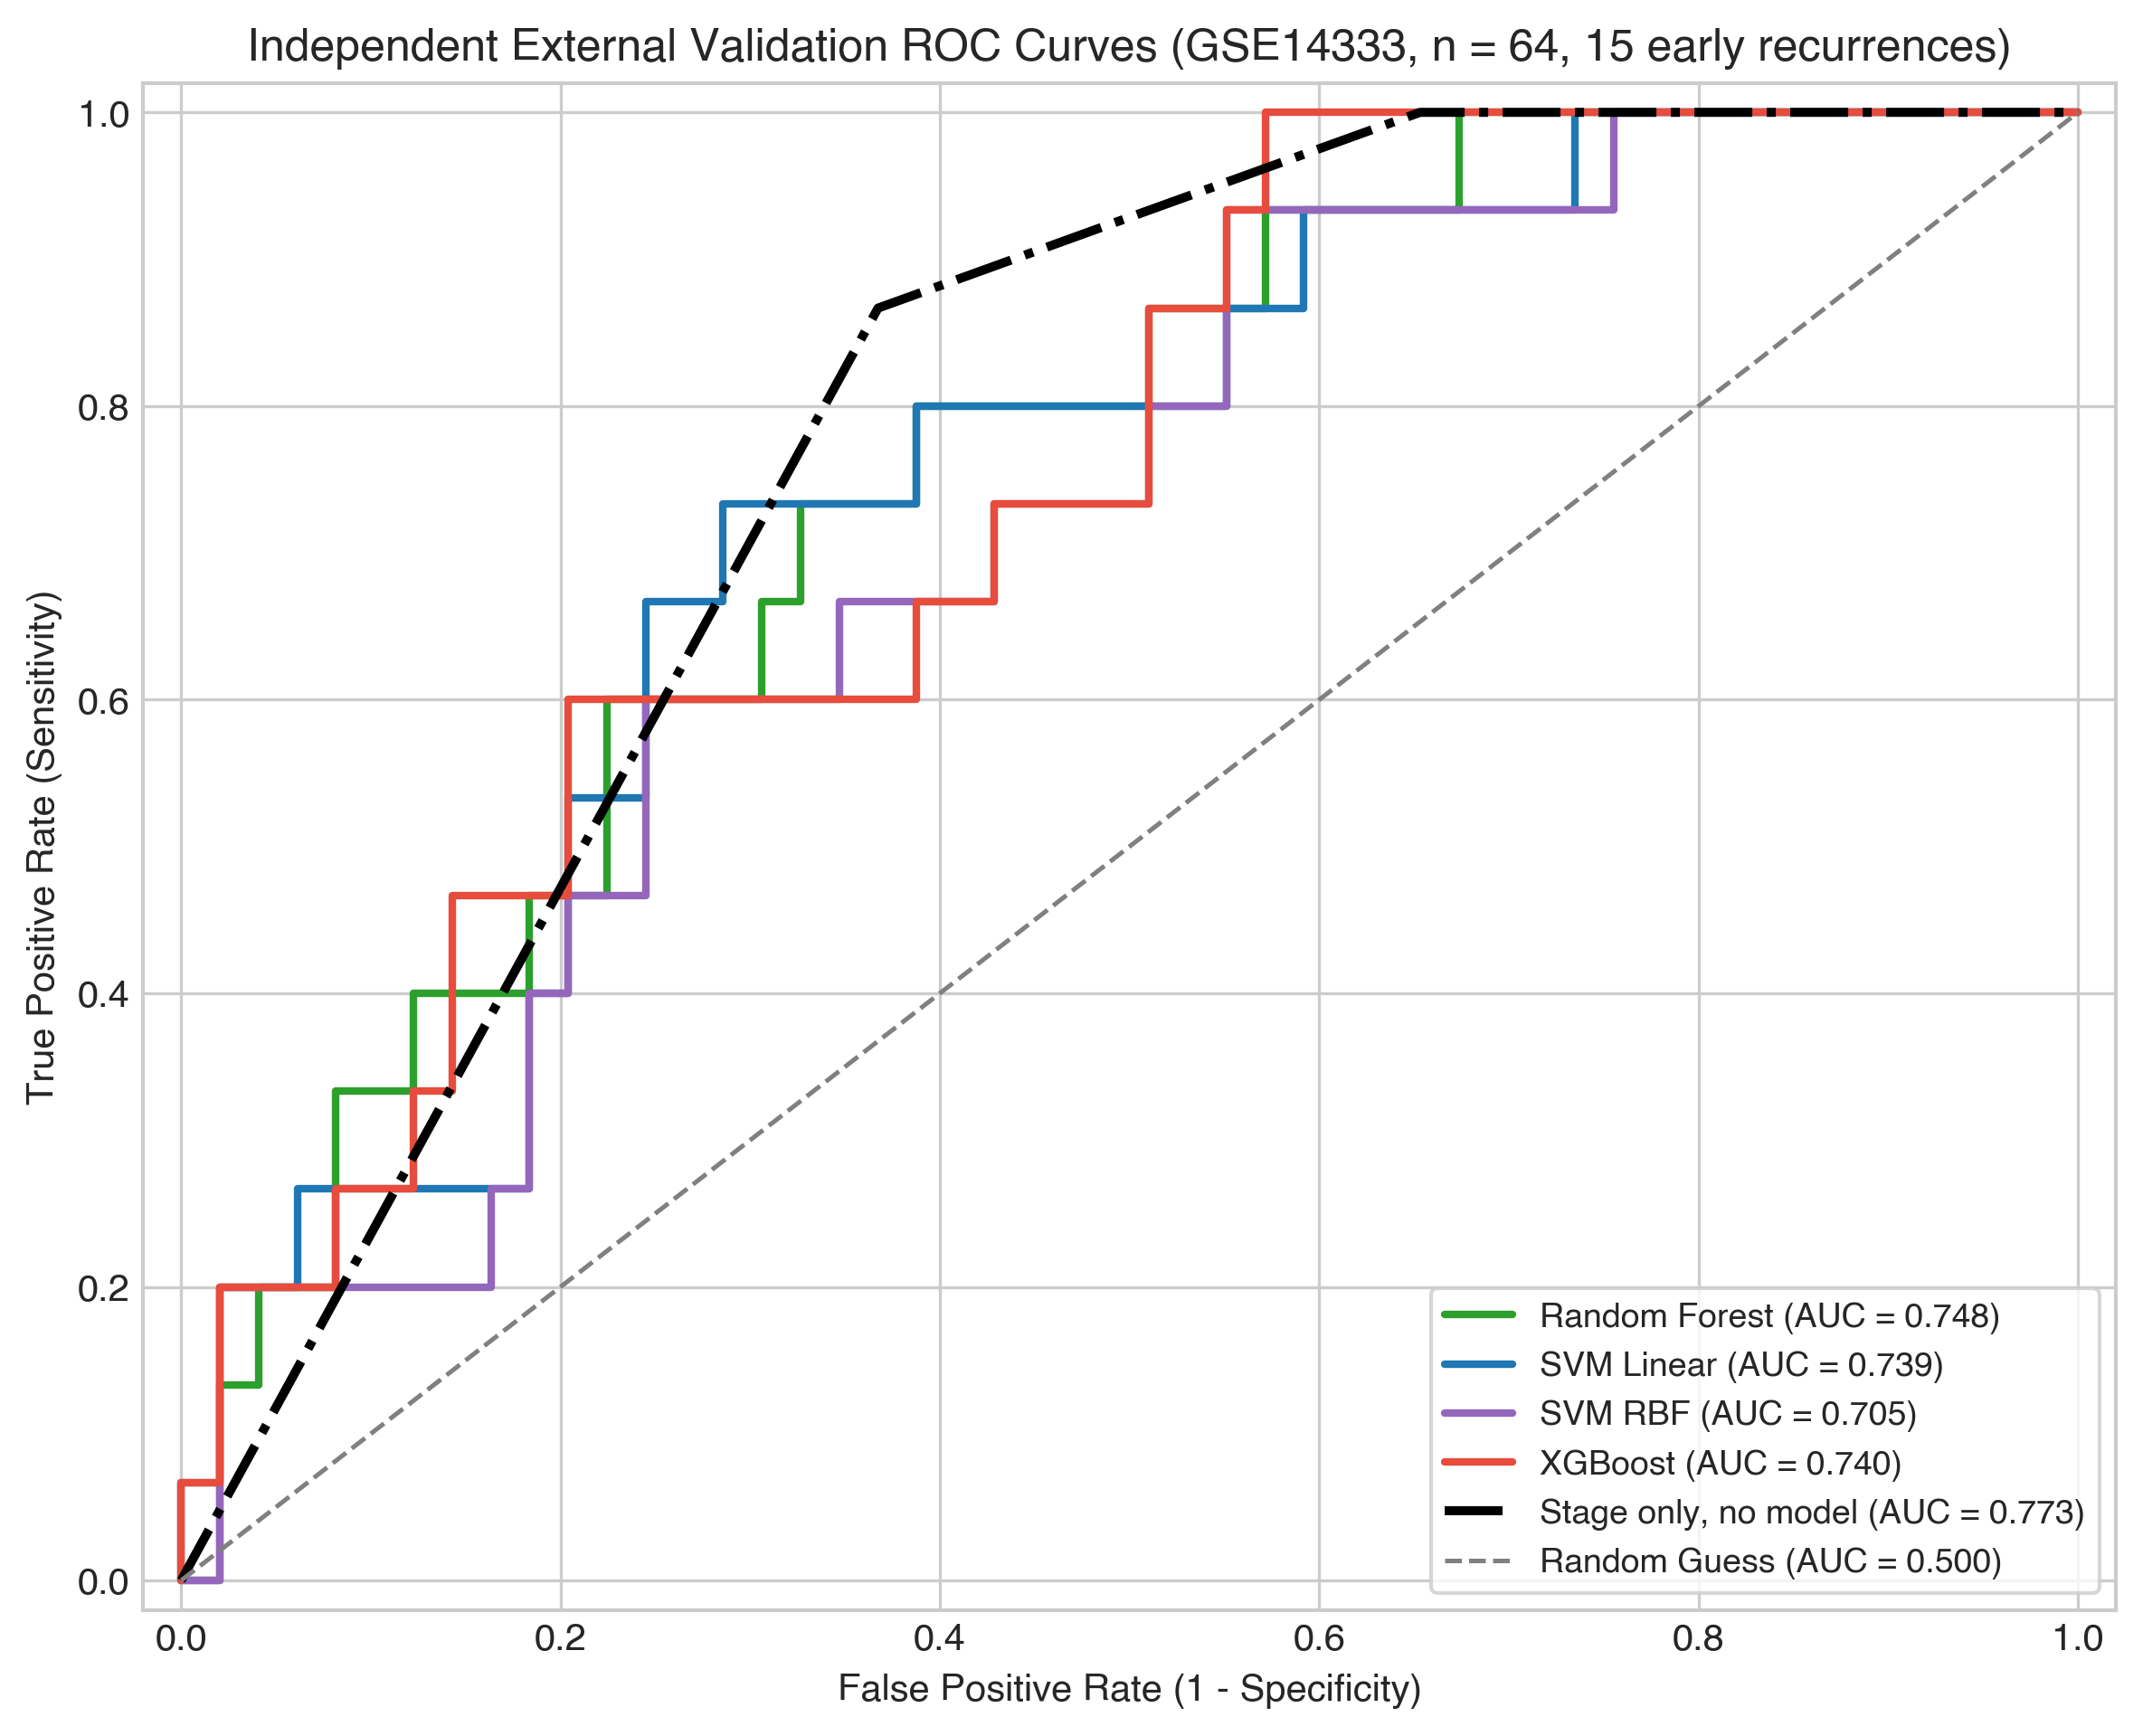 Independent External Validation ROC Curves (GSE14333, n = 64, 15 early recurrences)
True Positive Rate (Sensitivity)
1.0
0.8
0.6
0.4
0.2
0.0
0.0 0.2 0.4 0.6 0.8 1.0
False Positive Rate (1 - Specificity)
Random Forest (AUC = 0.748)
SVM Linear (AUC = 0.739)
SVM RBF (AUC = 0.705)
XGBoost (AUC = 0.740)
Stage only, no model (AUC = 0.773)
Random Guess (AUC = 0.500)